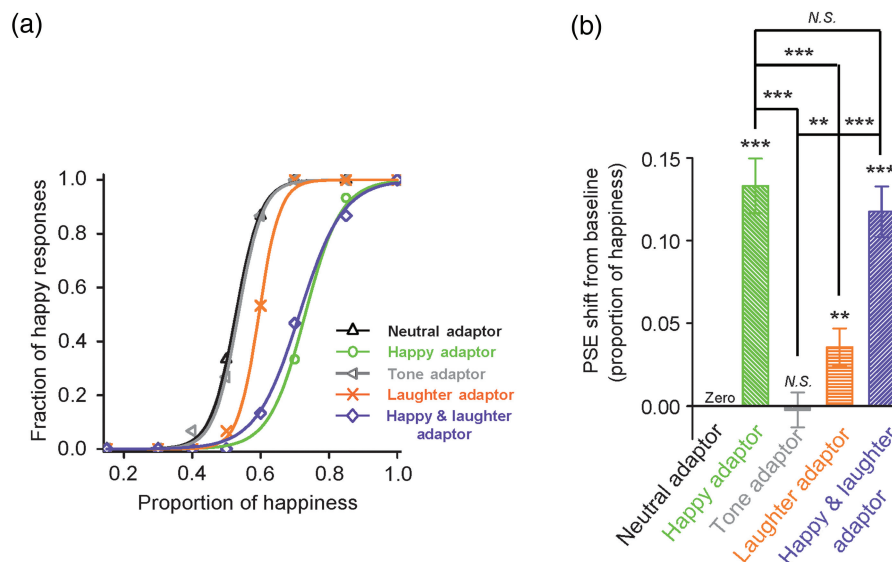 (a)
Fraction of happy responses
1.0
0.8
0.6
0.4
0.2
0.0
0.2
0.4
0.6
0.8
1.0
Proportion of happiness
Neutral adaptor
Happy adaptor
Tone adaptor
Laughter adaptor
Happy & laughter
adaptor
(b)
N.S.
***
***
**
***
***
***
**
N.S.
Zero
PSE shift from baseline
(proportion of happiness)
0.15
0.10
0.05
0.00
Neutral adaptor
Happy adaptor
Tone adaptor
Laughter adaptor
Happy & laughter
adaptor